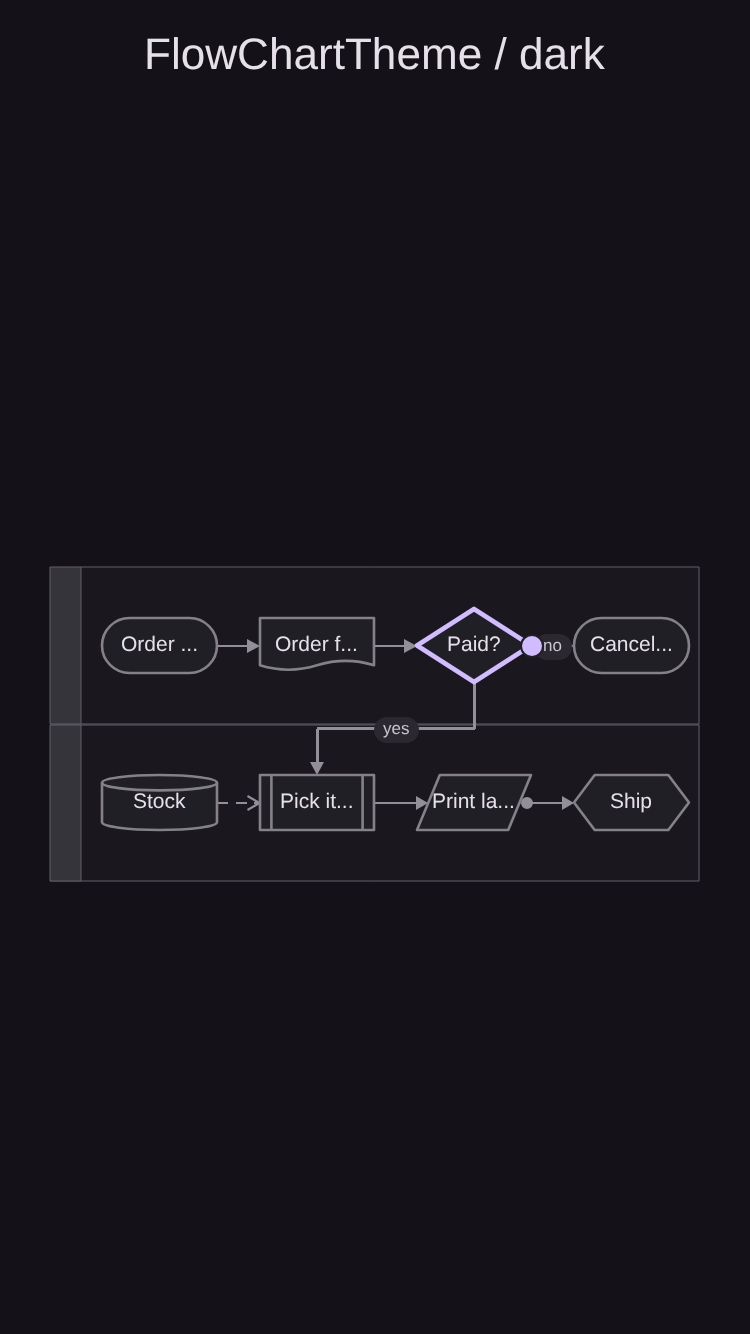 FlowChartTheme / dark
Order ...
Order f...
Paid?
no
Cancel...
yes
Stock
Pick it...
Print la...
Ship